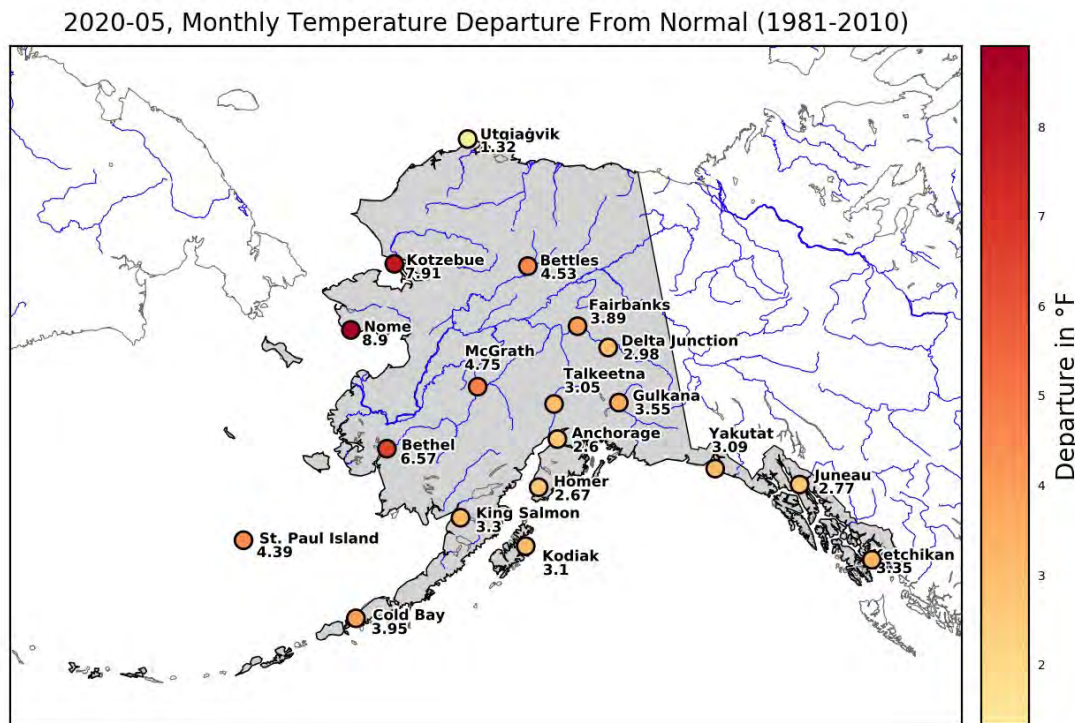 2020-05, Monthly Temperature Departure From Normal (1981-2010)
Utqiaġvik
1.32
Kotzebue
7.91
Bettles
4.53
Nome
8.9
Fairbanks
3.89
Delta Junction
2.98
McGrath
4.75
Talkeetna
3.05
Gulkana
3.55
Bethel
6.57
Anchorage
2.6
Yakutat
3.09
Homer
2.67
Juneau
2.77
King Salmon
3.3
St. Paul Island
4.39
Kodiak
3.1
etchikan
3.35
Cold Bay
3.95
8
7
6
5
4
3
2
Departure in °F